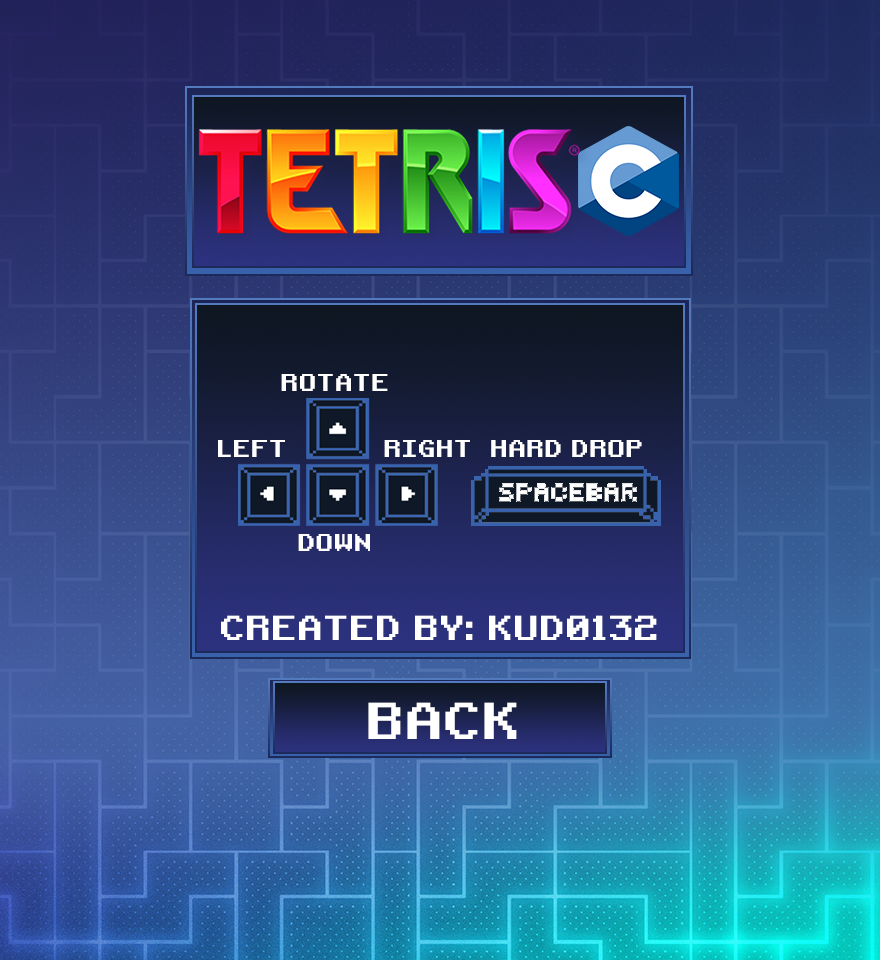 TETRIS® C
ROTATE
LEFT RIGHT HARD DROP
SPACEBAR
DOWN
CREATED BY: KUD0132
BACK